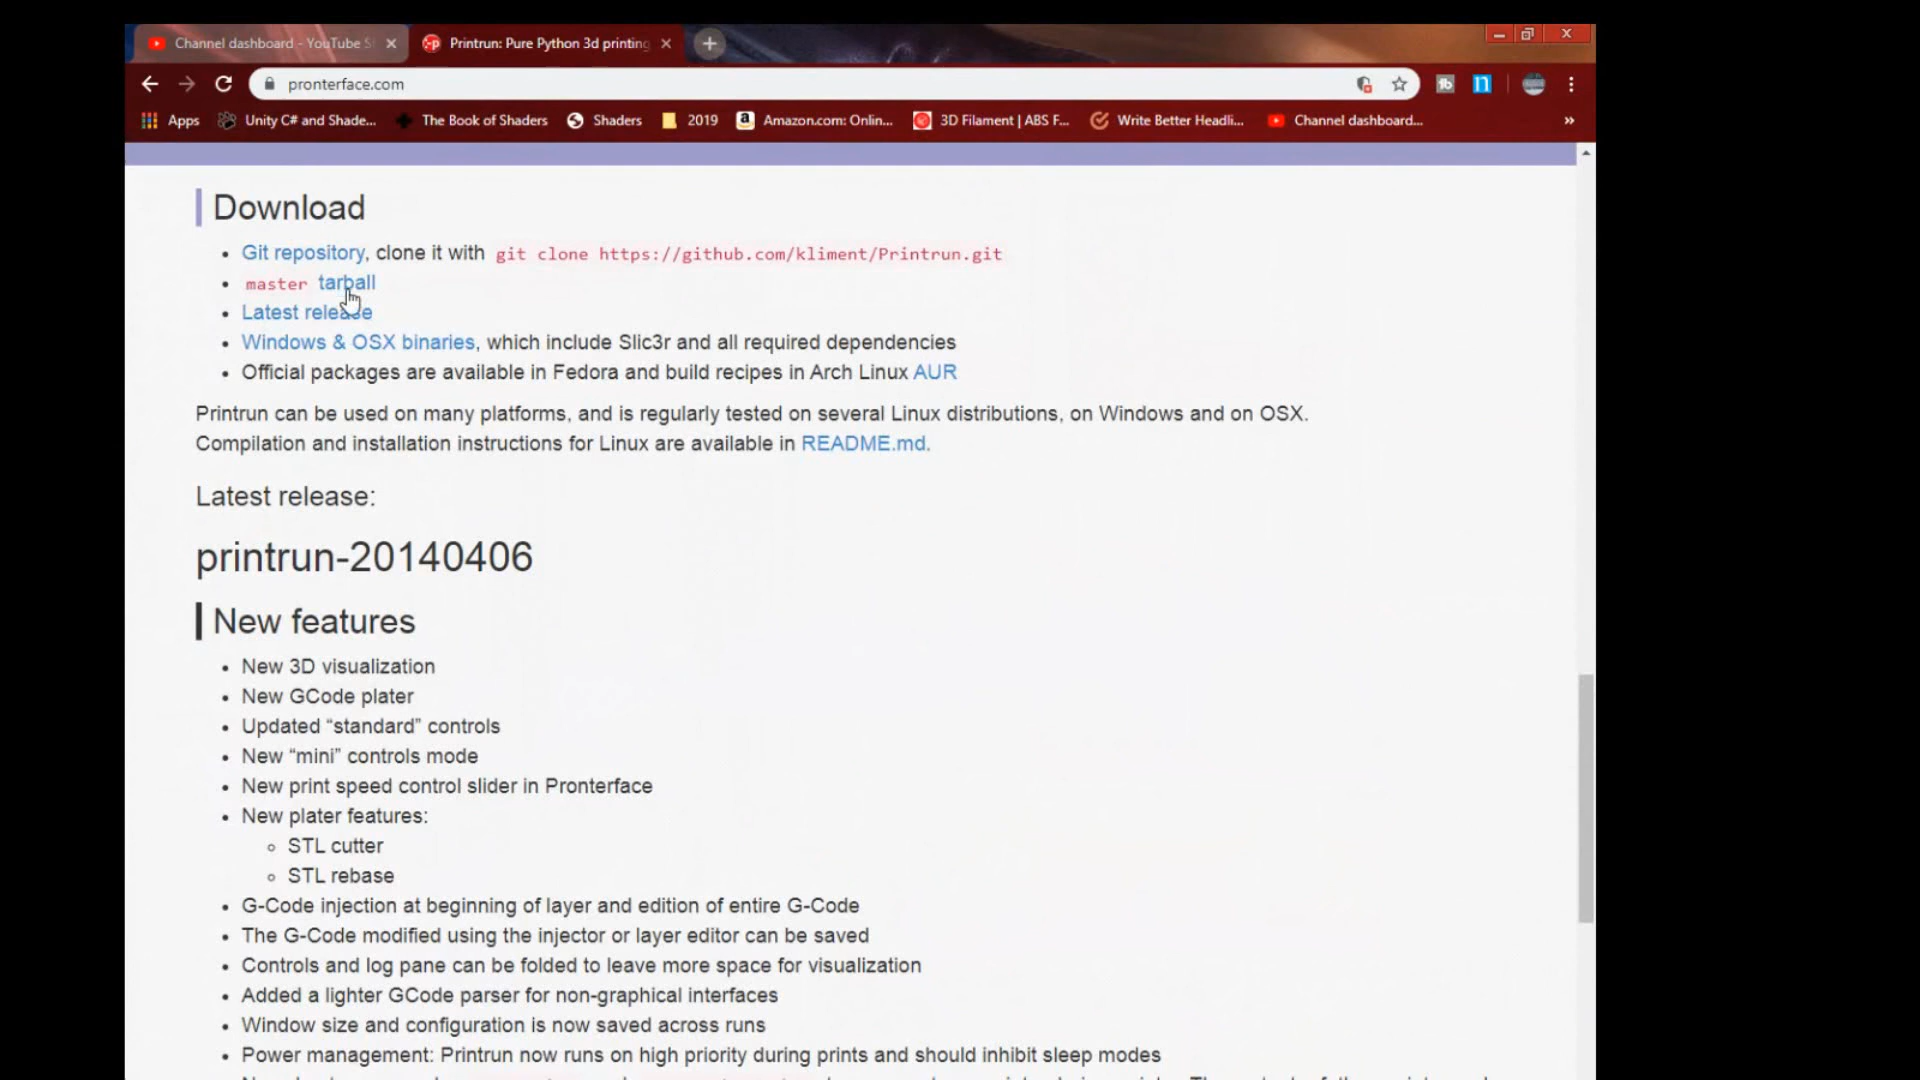 Channel dashboard - YouTube S
Printrun: Pure Python 3d printing
pronterface.com
Apps
Unity C# and Shade...
The Book of Shaders
Shaders
2019
Amazon.com: Onlin...
3D Filament | ABS F...
Write Better Headli...
Channel dashboard...
»
Download
Git repository, clone it with git clone https://github.com/kliment/Printrun.git
master tarball
Latest release
Windows & OSX binaries, which include Slic3r and all required dependencies
Official packages are available in Fedora and build recipes in Arch Linux AUR
Printrun can be used on many platforms, and is regularly tested on several Linux distributions, on Windows and on OSX.
Compilation and installation instructions for Linux are available in README.md.
Latest release:
printrun-20140406
New features
New 3D visualization
New GCode plater
Updated “standard” controls
New “mini” controls mode
New print speed control slider in Pronterface
New plater features:
STL cutter
STL rebase
G-Code injection at beginning of layer and edition of entire G-Code
The G-Code modified using the injector or layer editor can be saved
Controls and log pane can be folded to leave more space for visualization
Added a lighter GCode parser for non-graphical interfaces
Window size and configuration is now saved across runs
Power management: Printrun now runs on high priority during prints and should inhibit sleep modes